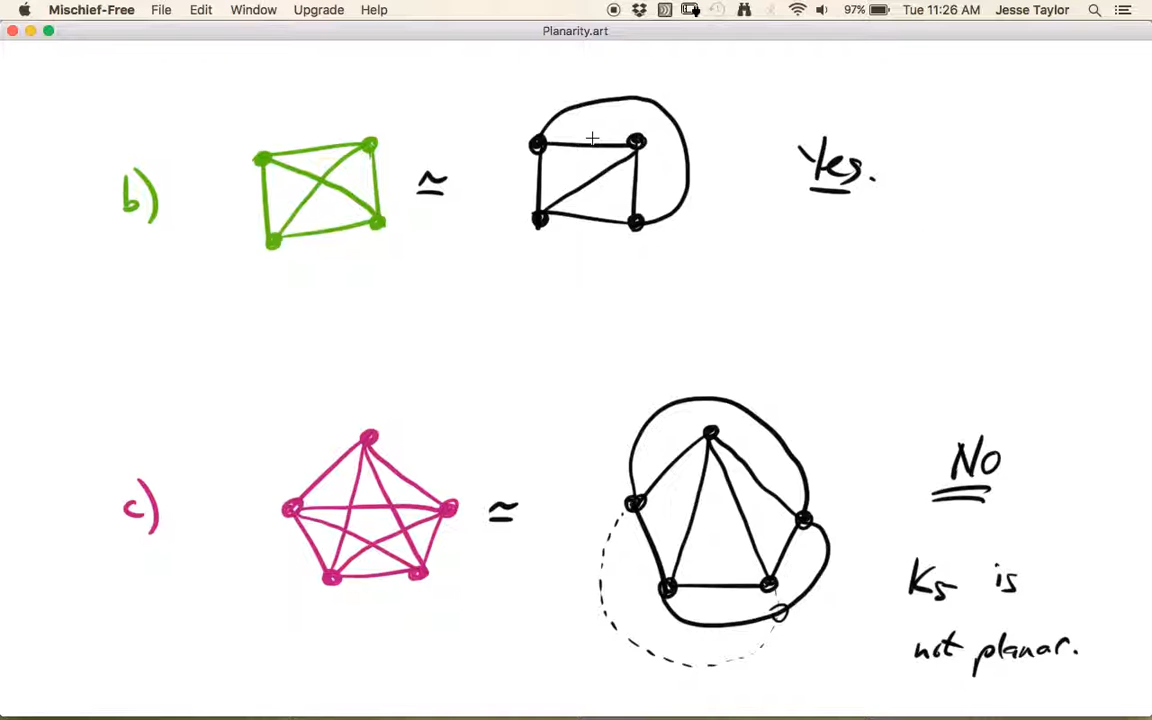 Mischief-Free File Edit Window Upgrade Help 97% Tue 11:26 AM Jesse Taylor
Planarity.art
b) ≅ Yes.
c) ≅ No
K5 is
not planar.